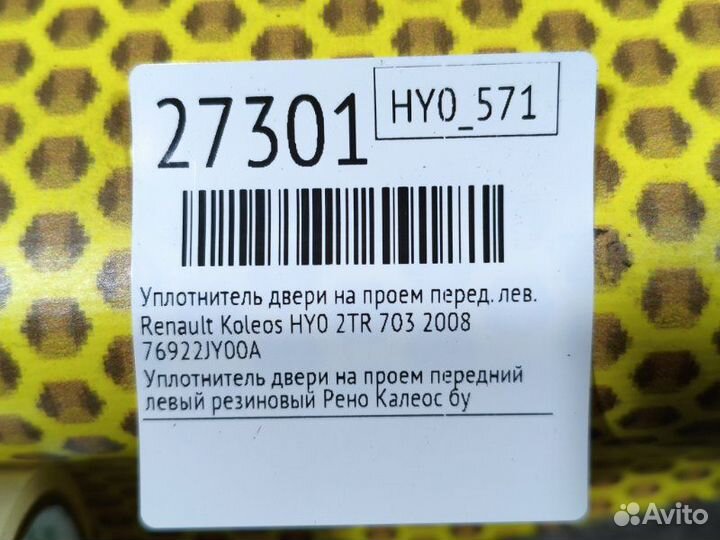 27301
HY0_571
Уплотнитель двери на проем перед. лев.
Renault Koleos HY0 2TR 703 2008
76922JY00A
Уплотнитель двери на проем передний
левый резиновый Рено Калеос бу
Avito